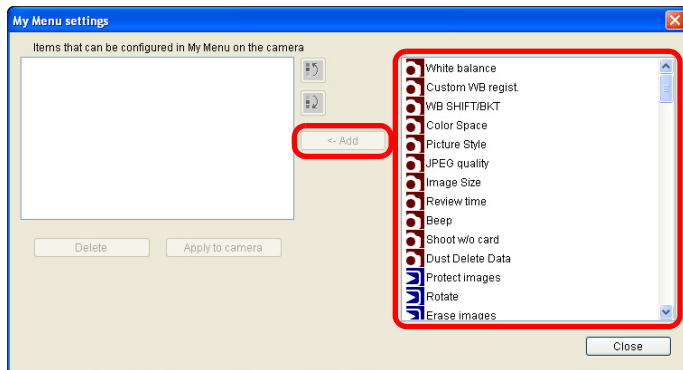 My Menu settings
Items that can be configured in My Menu on the camera
<- Add
Delete
Apply to camera
White balance
Custom WB regist.
WB SHIFT/BKT
Color Space
Picture Style
JPEG quality
Image Size
Review time
Beep
Shoot w/o card
Dust Delete Data
Protect images
Rotate
Erase images
Close